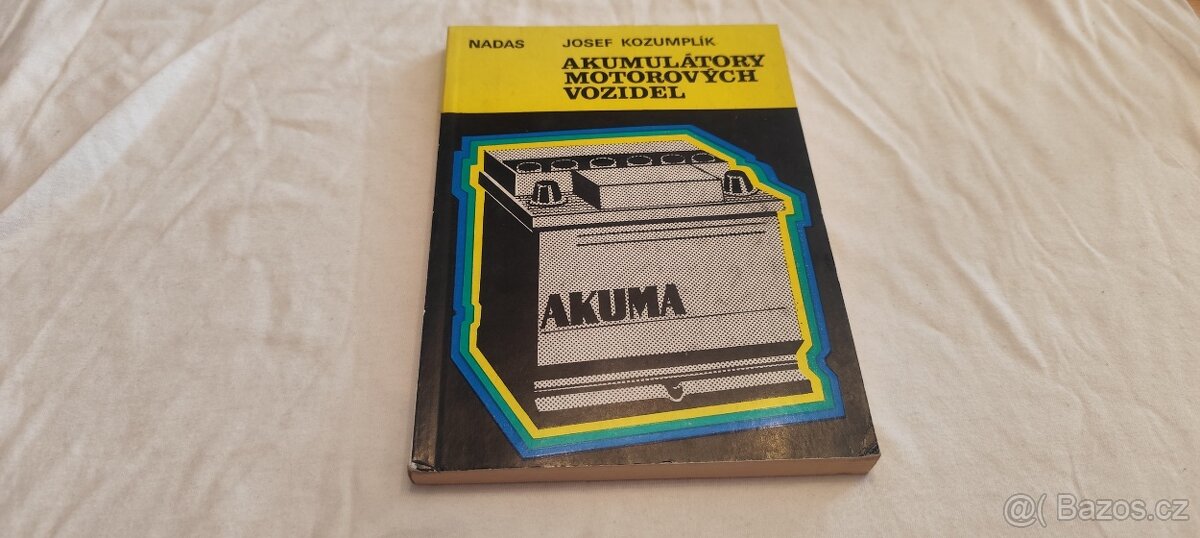 NADAS JOSEF KOZUMPLÍK
AKUMULÁTORY
MOTOROVÝCH
VOZIDEL
AKUMA
@( Bazos.cz